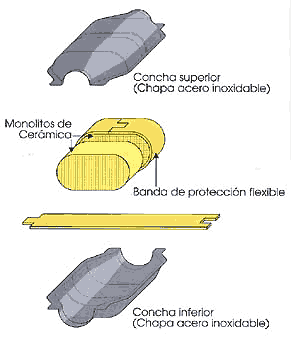 Concha superior
(Chapa acero inoxidable)
Monolitos de
Cerámica
Banda de protección flexible
Concha inferior
(Chapa acero inoxidable)